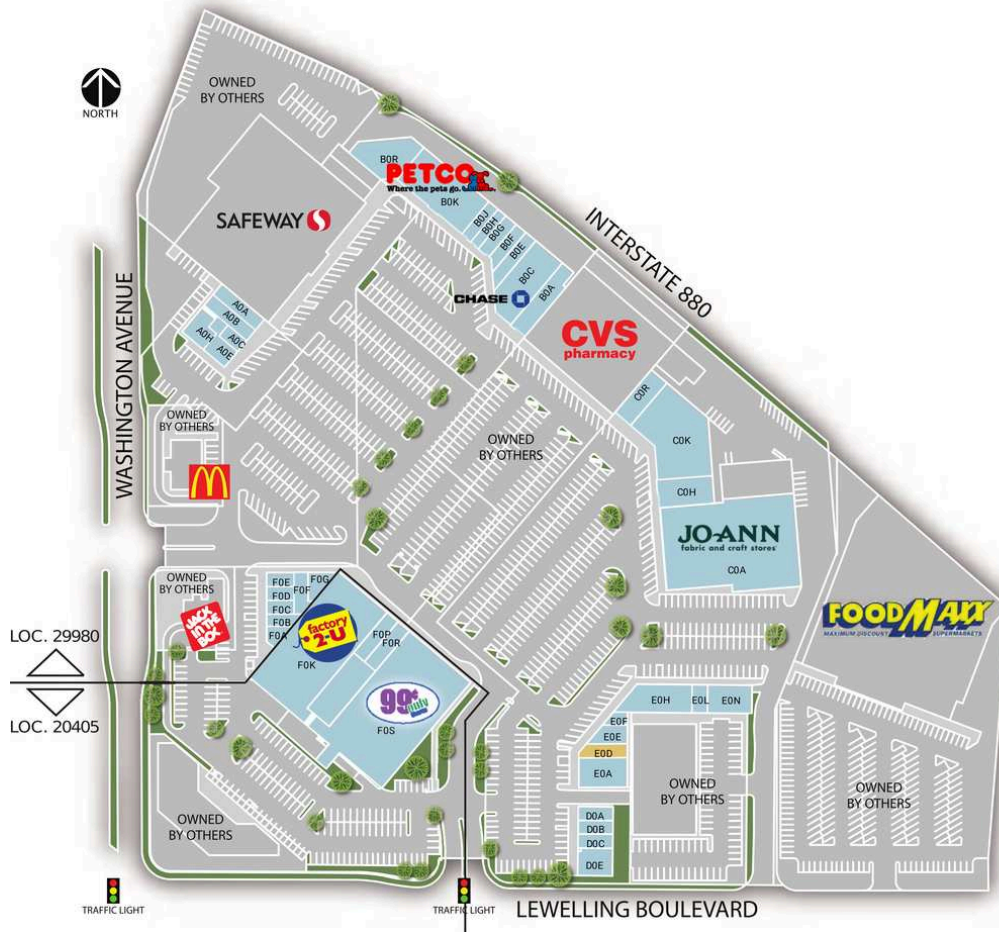 OWNED
BY OTHERS
NORTH
B0R
PETCO
Where the pets go.
B0K
SAFEWAY
B0J
B0H
B0G
B0F
B0E
B0C
B0A
INTERSTATE 880
CHASE
CVS
pharmacy
A0A
A0B
A0C
A0H
A0E
WASHINGTON AVENUE
C0R
OWNED
BY OTHERS
OWNED
BY OTHERS
C0K
C0H
JO-ANN
fabric and craft stores
C0A
OWNED
BY OTHERS
JACK
IN THE
BOX
F0E
F0D
F0C
F0B
F0A
F0F
F0G
factory
2-U
F0K
F0P
F0R
FOODMAXX
MAXIMUM DISCOUNT SUPERMARKETS
LOC. 29980
LOC. 20405
99¢
only
F0S
E0H
E0L
E0N
E0F
E0E
E0D
E0A
OWNED
BY OTHERS
OWNED
BY OTHERS
OWNED
BY OTHERS
D0A
D0B
D0C
D0E
TRAFFIC LIGHT
TRAFFIC LIGHT
LEWELLING BOULEVARD